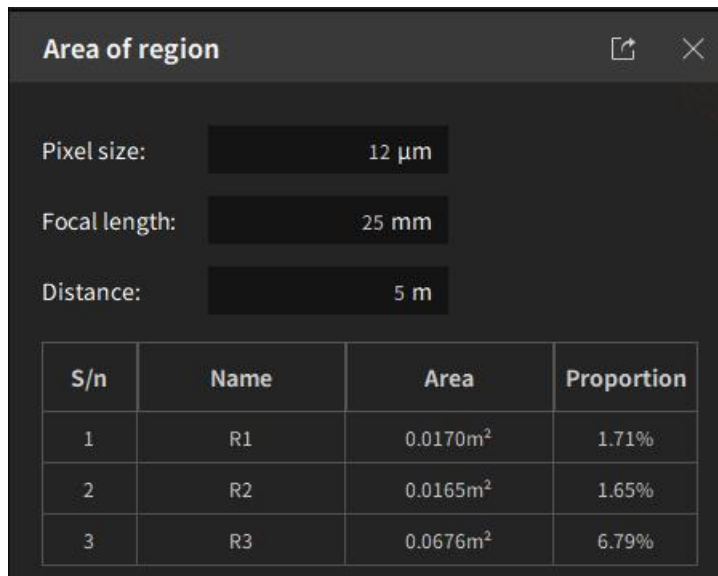 Area of region
Pixel size: 12 μm
Focal length: 25 mm
Distance: 5 m
S/n Name Area Proportion
1 R1 0.0170m² 1.71%
2 R2 0.0165m² 1.65%
3 R3 0.0676m² 6.79%